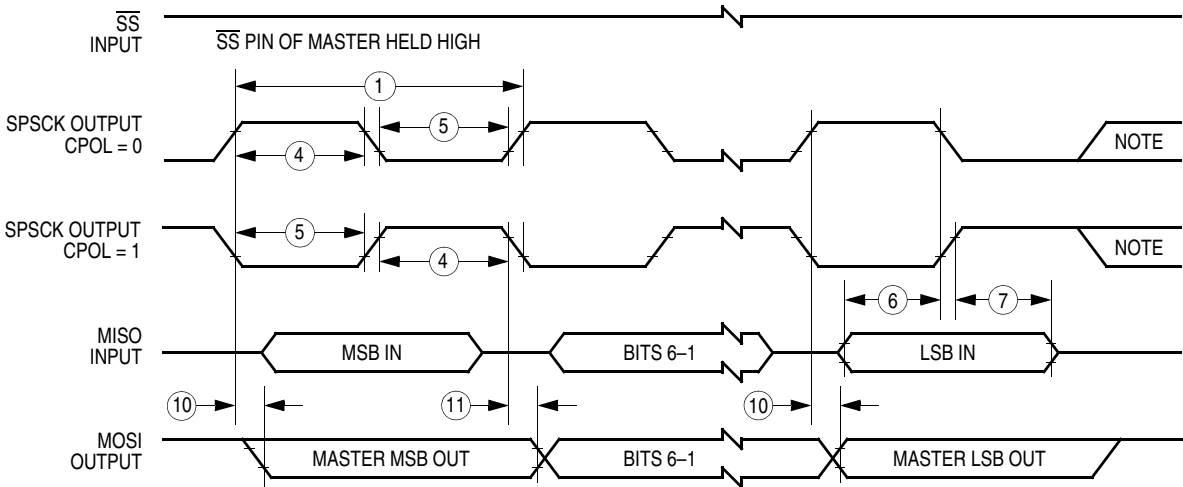 SS
INPUT
SS PIN OF MASTER HELD HIGH
1
SPSCK OUTPUT
CPOL = 0
5
4
NOTE
SPSCK OUTPUT
CPOL = 1
5
4
NOTE
6
7
MISO
INPUT
MSB IN
BITS 6–1
LSB IN
10
11
10
MOSI
OUTPUT
MASTER MSB OUT
BITS 6–1
MASTER LSB OUT